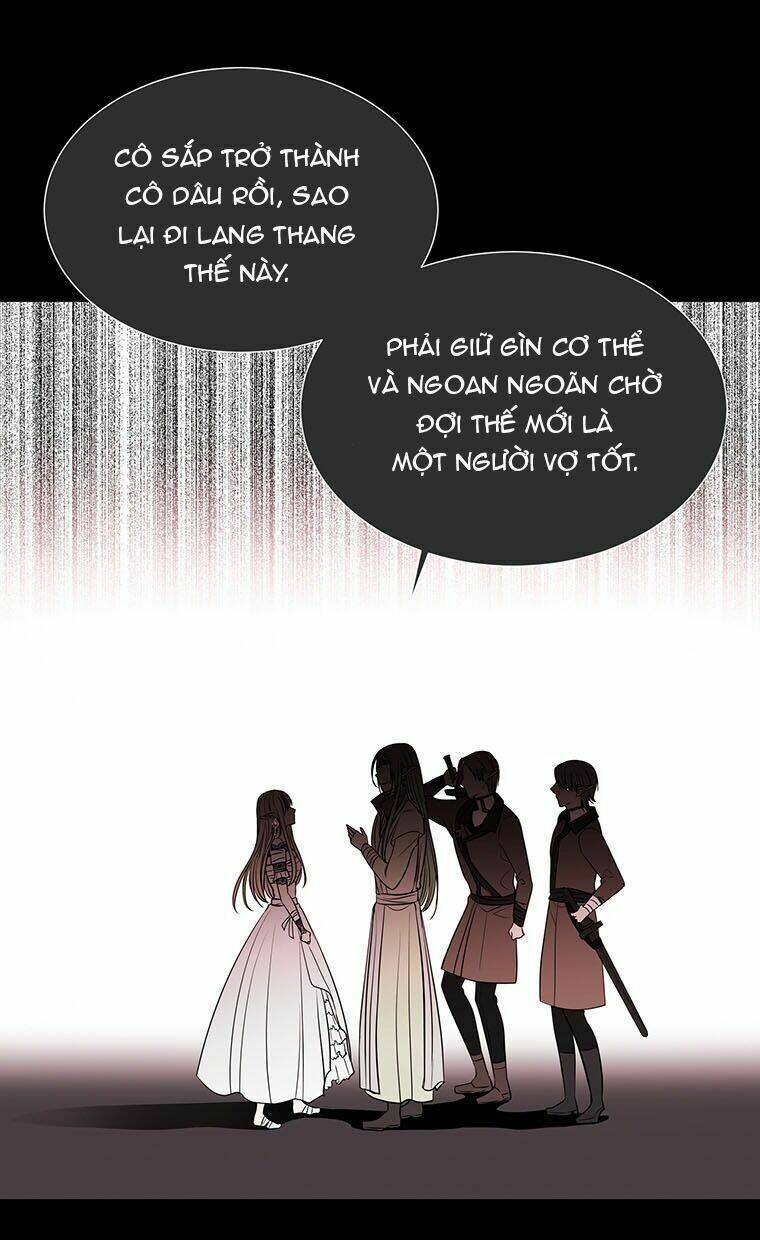 CÔ SẮP TRỞ THÀNH
CÔ DÂU RỒI, SAO
LẠI ĐI LANG THANG
THẾ NÀY.
PHẢI GIỮ GÌN CƠ THỂ
VÀ NGOAN NGOÃN CHỜ
ĐỢI THẾ MỚI LÀ
MỘT NGƯỜI VỢ TỐT.